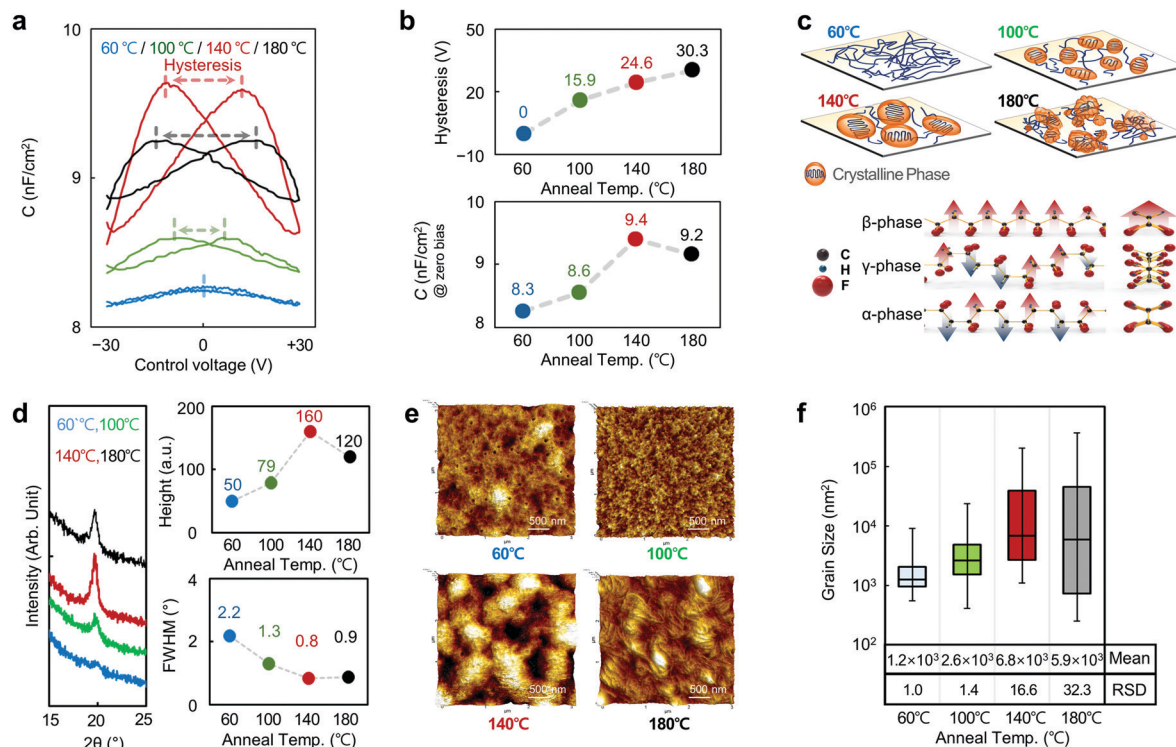 a
10
9
8
C (nF/cm²)
60 ℃ / 100 ℃ / 140 ℃ / 180 ℃
Hysteresis
−30
0
+30
Control voltage (V)
b
Hysteresis (V)
50
20
−10
0
15.9
24.6
30.3
60
100
140
180
Anneal Temp. (℃)
C (nF/cm²)
@ zero bias
10
9
8
8.3
8.6
9.4
9.2
60
100
140
180
Anneal Temp. (℃)
c
60℃
100℃
140℃
180℃
Crystalline Phase
β-phase
γ-phase
α-phase
C
H
F
d
60`℃,100℃
140℃,180℃
Intensity (Arb. Unit)
15
20
25
2θ (°)
Height (a.u.)
200
100
0
50
79
160
120
60
100
140
180
Anneal Temp. (℃)
FWHM (°)
4
2
0
2.2
1.3
0.8
0.9
60
100
140
180
Anneal Temp. (℃)
e
500 nm
60℃
500 nm
100℃
500 nm
140℃
500 nm
180℃
f
Grain Size (nm²)
10⁶
10⁵
10⁴
10³
10²
1.2×10³
2.6×10³
6.8×10³
5.9×10³
Mean
1.0
1.4
16.6
32.3
RSD
60℃
100℃
140℃
180℃
Anneal Temp. (℃)